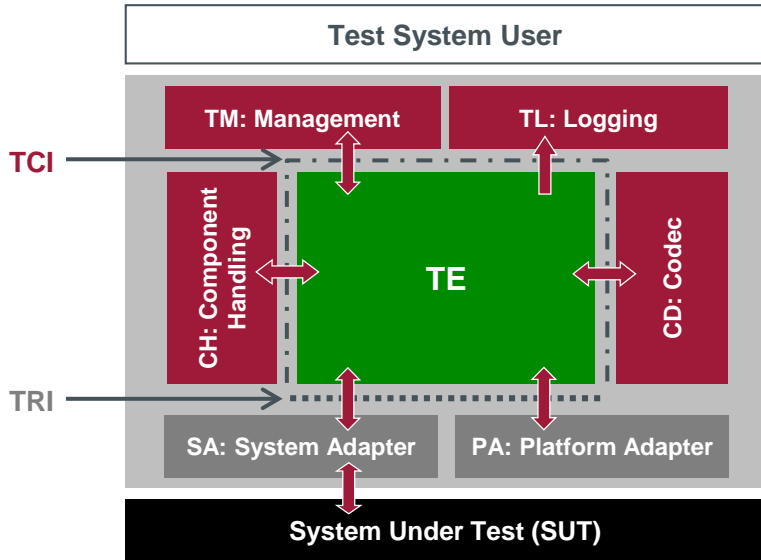 Test System User
TM: Management
TL: Logging
TCI
CH: Component
Handling
TE
CD: Codec
TRI
SA: System Adapter
PA: Platform Adapter
System Under Test (SUT)